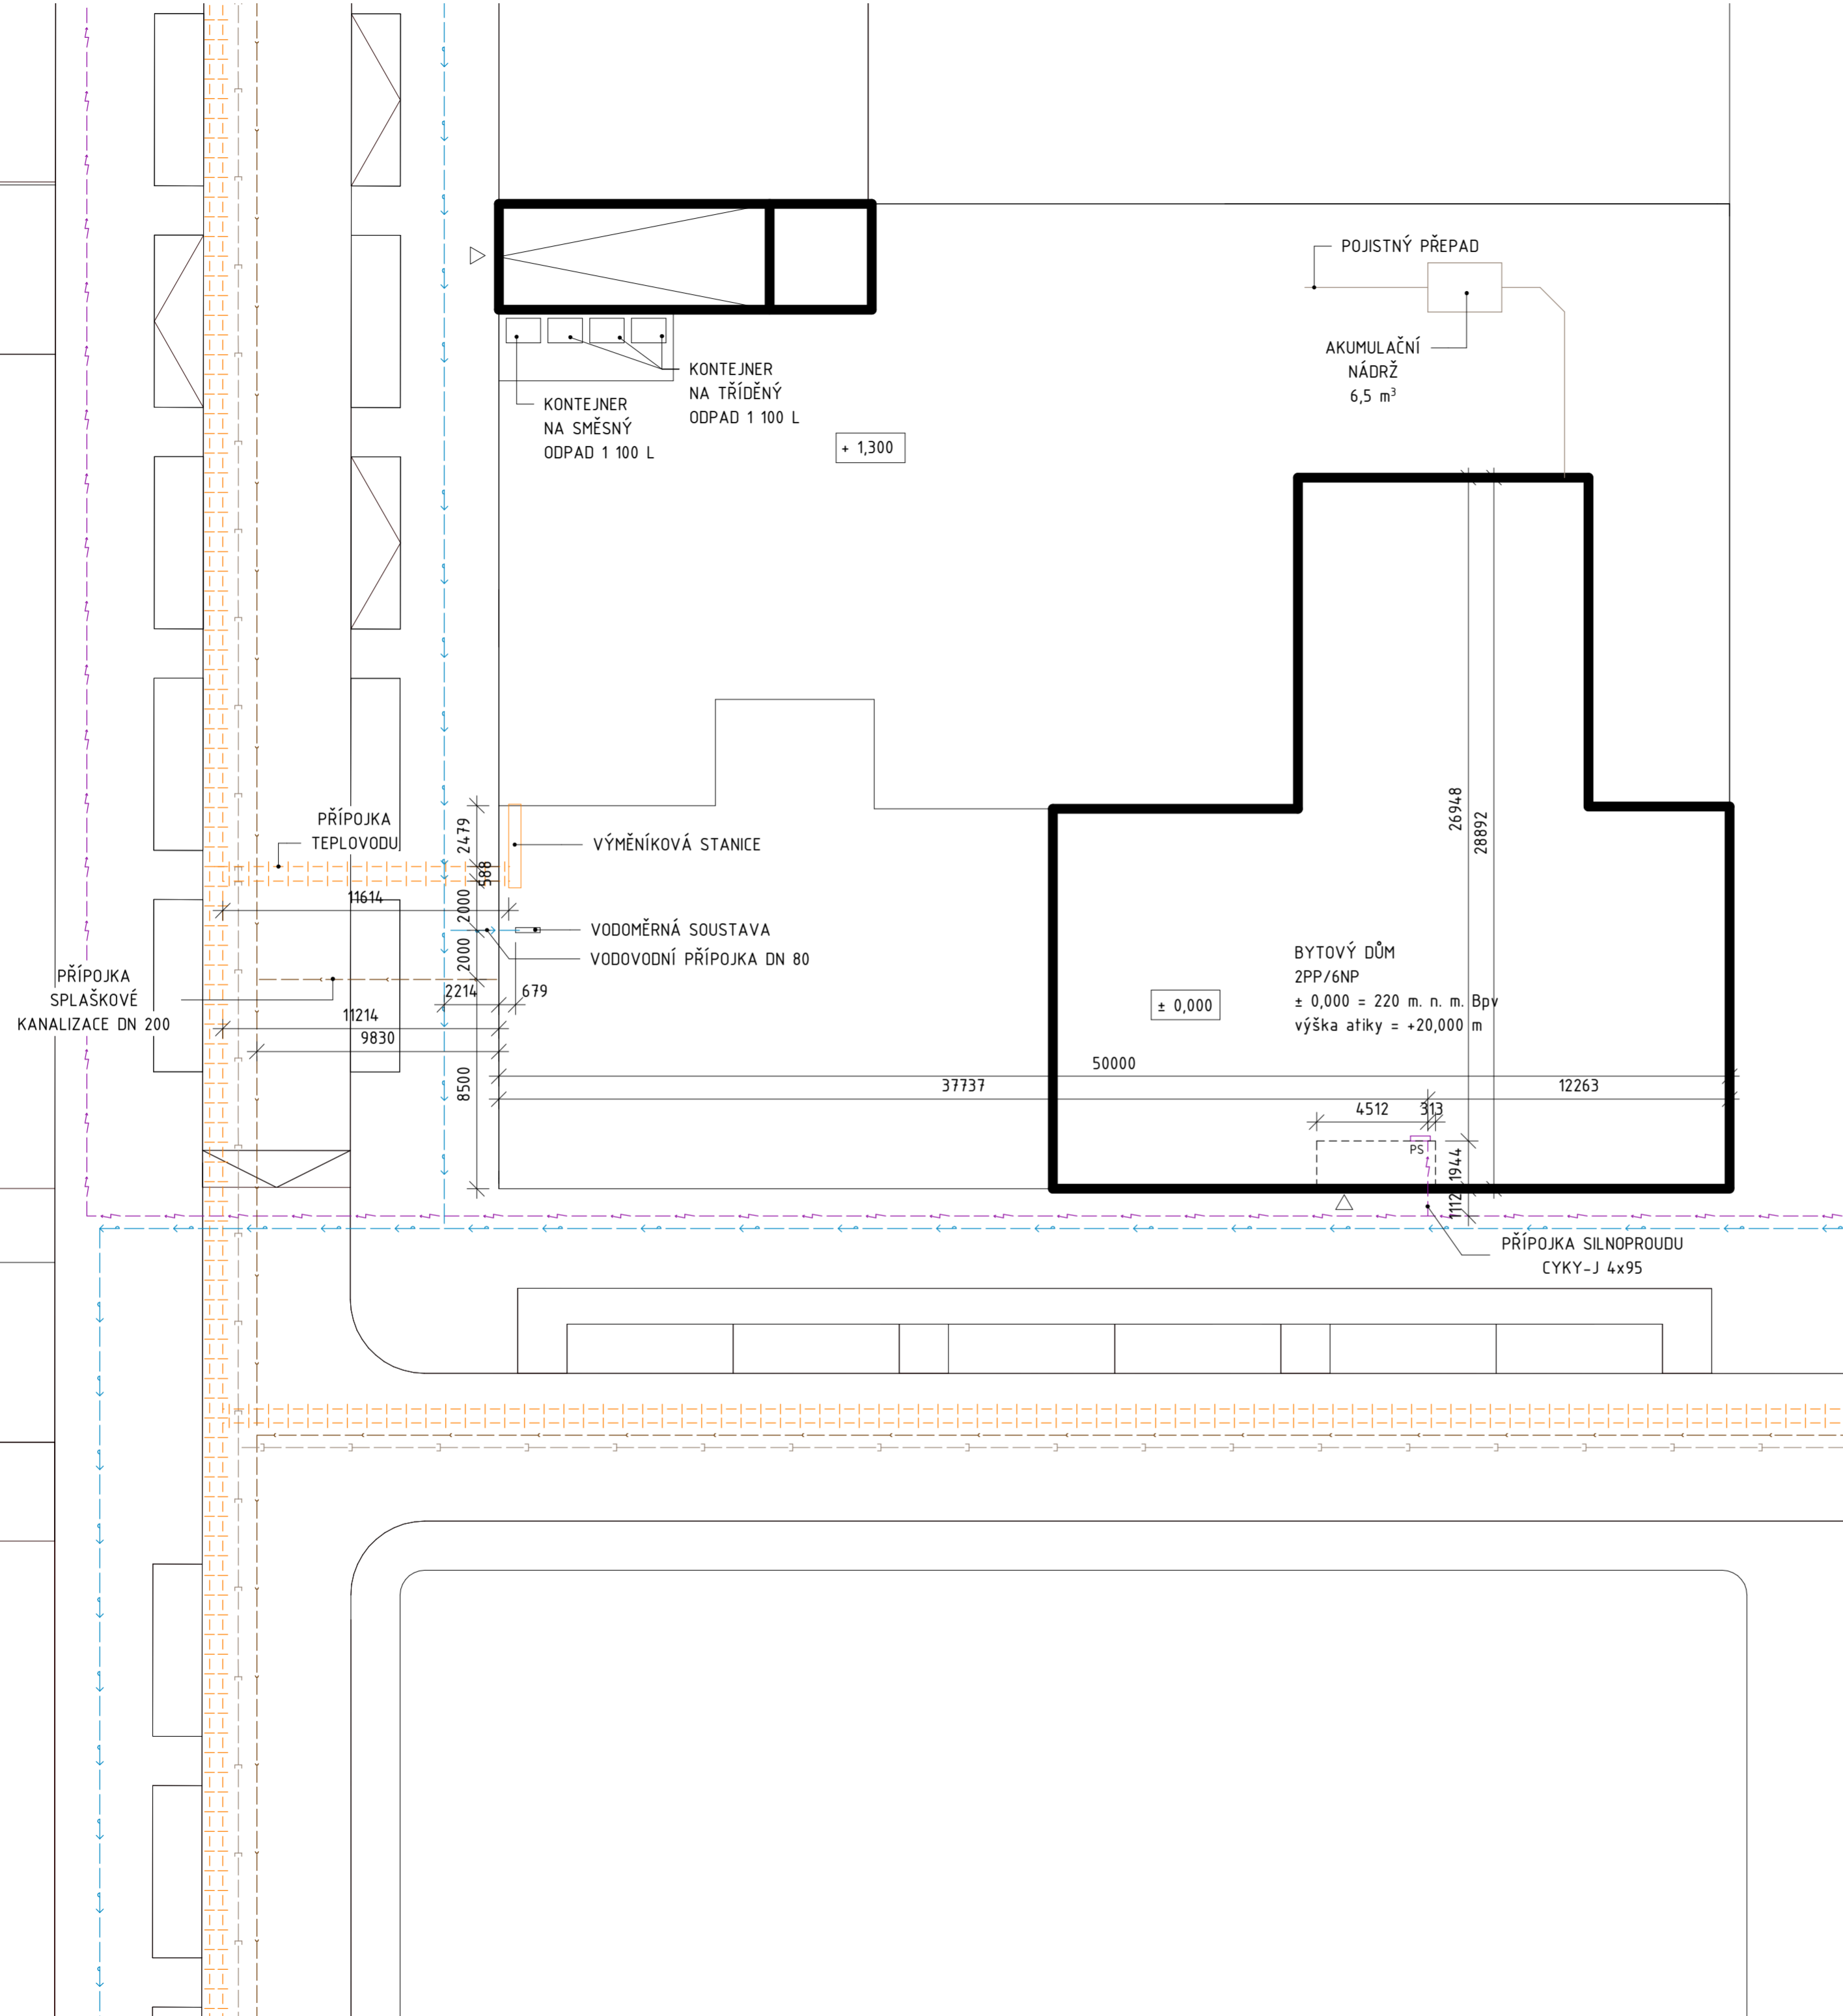 POJISTNÝ PŘEPAD
AKUMULAČNÍ
NÁDRŽ
6,5 m³
KONTEJNER
NA TŘÍDĚNÝ
ODPAD 1 100 L
KONTEJNER
NA SMĚSNÝ
ODPAD 1 100 L
+ 1,300
PŘÍPOJKA
TEPLOVODU
2479
588
2000
2000
8500
VÝMĚNÍKOVÁ STANICE
11614
VODOMĚRNÁ SOUSTAVA
VODOVODNÍ PŘÍPOJKA DN 80
PŘÍPOJKA
SPLAŠKOVÉ
KANALIZACE DN 200
2214
679
11214
9830
26948
28892
BYTOVÝ DŮM
2PP/6NP
± 0,000 = 220 m. n. m. Bpv
výška atiky = +20,000 m
± 0,000
50000
37737
12263
4512
313
PS
1944
1112
PŘÍPOJKA SILNOPROUDU
CYKY-J 4x95